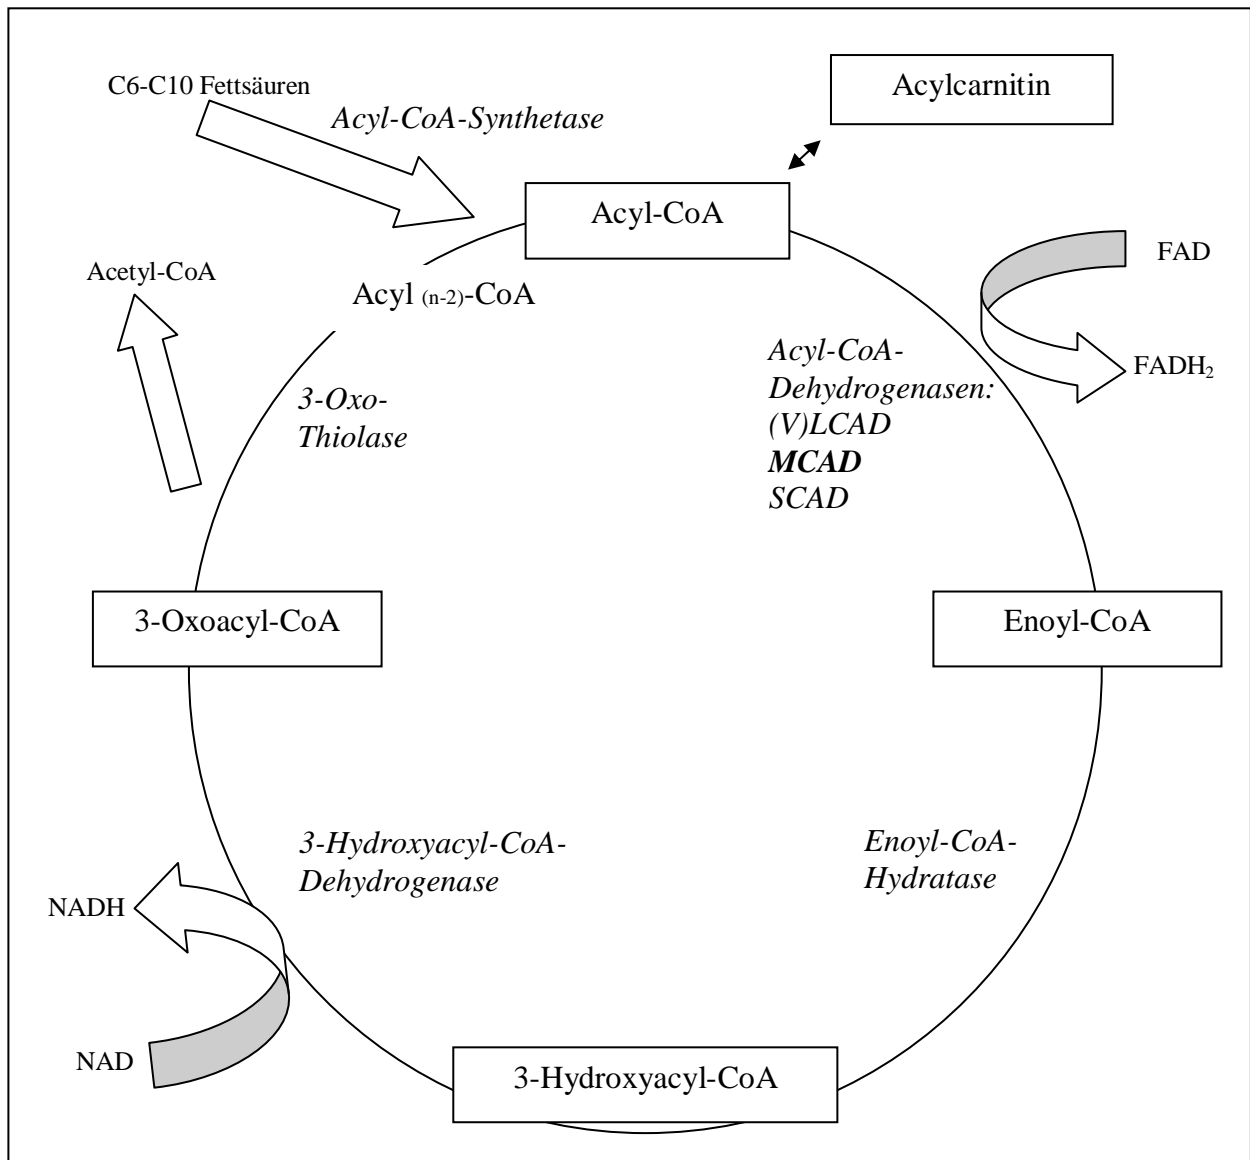 C6-C10 Fettsäuren
Acyl-CoA-Synthetase
Acylcarnitin
Acyl-CoA
Acetyl-CoA
Acyl (n-2)-CoA
FAD
FADH₂
Acyl-CoA-
Dehydrogenasen:
(V)LCAD
MCAD
SCAD
3-Oxo-
Thiolase
3-Oxoacyl-CoA
Enoyl-CoA
3-Hydroxyacyl-CoA-
Dehydrogenase
Enoyl-CoA-
Hydratase
NADH
NAD
3-Hydroxyacyl-CoA